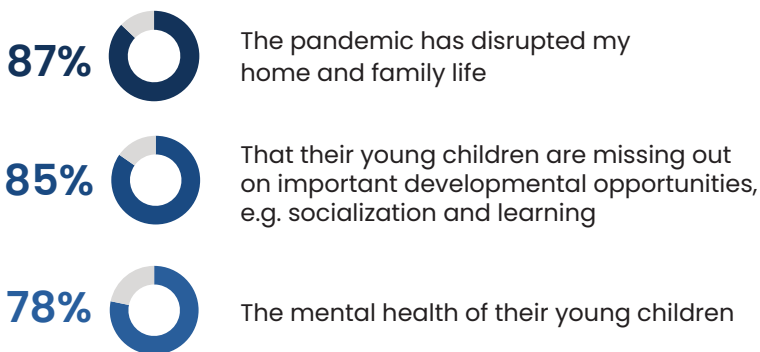 87%
The pandemic has disrupted my
home and family life
85%
That their young children are missing out
on important developmental opportunities,
e.g. socialization and learning
78%
The mental health of their young children